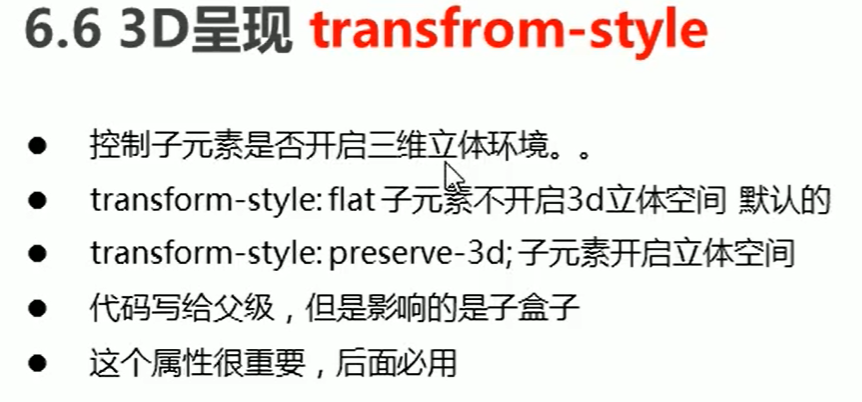 6.6 3D呈现 transfrom-style
● 控制子元素是否开启三维立体环境。。
● transform-style: flat 子元素不开启3d立体空间 默认的
● transform-style: preserve-3d; 子元素开启立体空间
● 代码写给父级，但是影响的是子盒子
● 这个属性很重要，后面必用